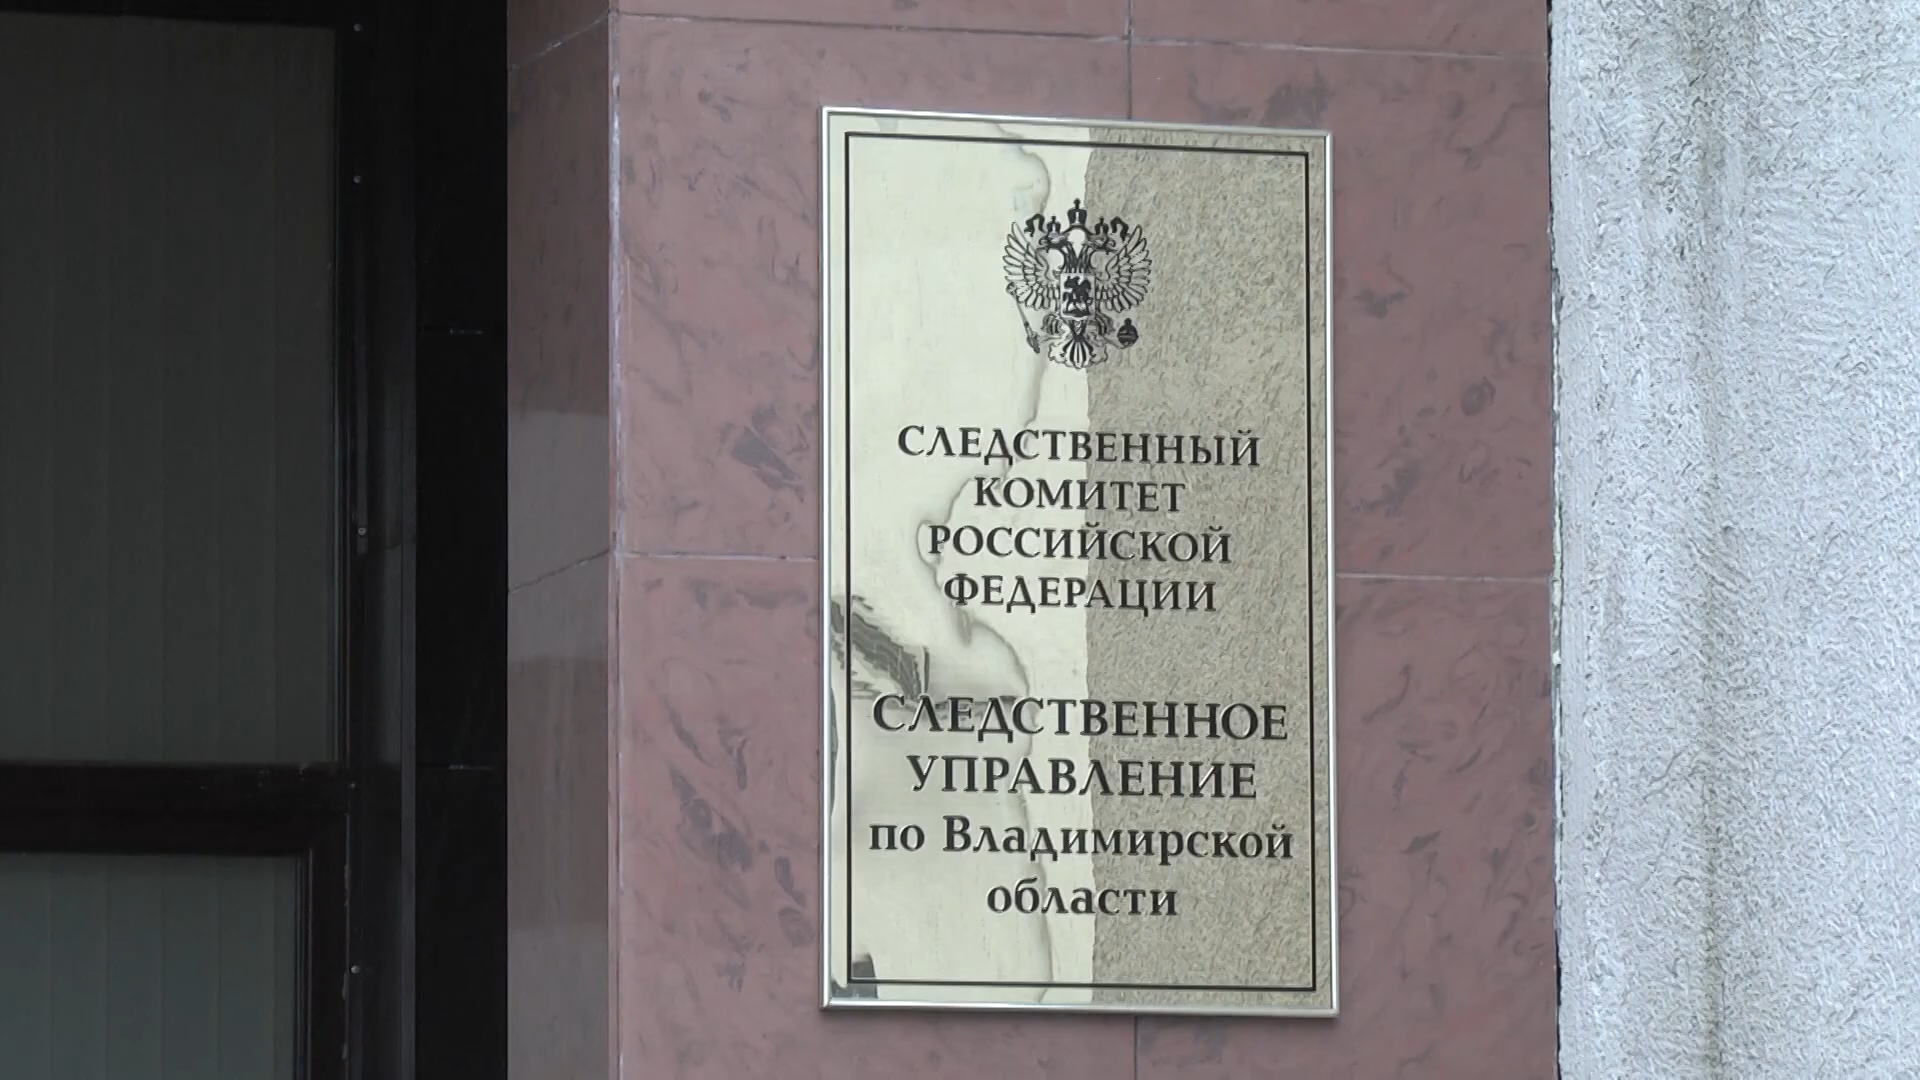 СЛЕДСТВЕННЫЙ
КОМИТЕТ
РОССИЙСКОЙ
ФЕДЕРАЦИИ
СЛЕДСТВЕННОЕ
УПРАВЛЕНИЕ
по Владимирской
области